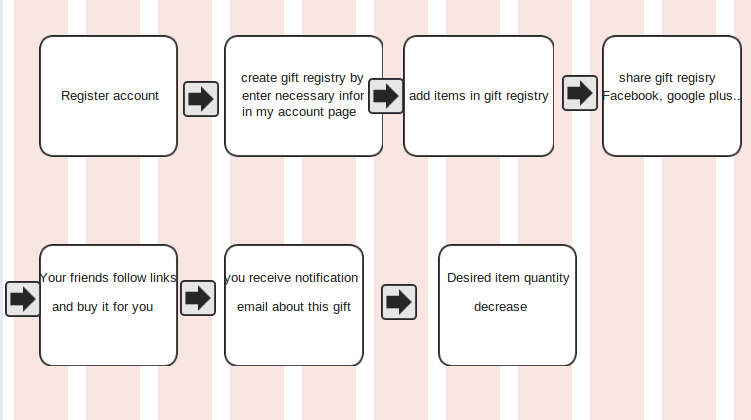 Register account
create gift registry by
enter necessary infor
in my account page
add items in gift registry
share gift regisry
Facebook, google plus..
Your friends follow links
and buy it for you
you receive notification
email about this gift
Desired item quantity
decrease